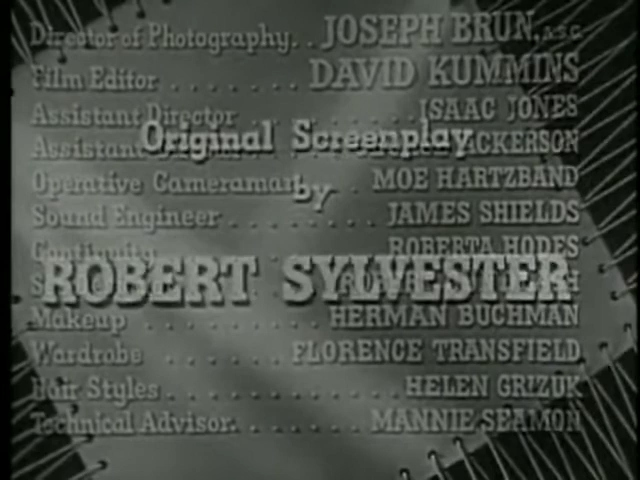 Director of Photography. . JOSEPH BRUN, A.S.C.
Film Editor . . . . . . . DAVID KUMMINS
Assistant Director . . . . . . ISAAC JONES
Original Screenplay
Assistant
Operative Cameraman . . MOE HARTZBAND
by
Sound Engineer . . . . . . . . JAMES SHIELDS
Continuity ROBERTA HODES
ROBERT SYLVESTER
Makeup . . . . . . . . . HERMAN BUCHMAN
Wardrobe . . . . . . FLORENCE TRANSFIELD
Hair Styles . . . . . . . . . . . HELEN GRIZUK
Technical Advisor. . . . . . . MANNIE SEAMON